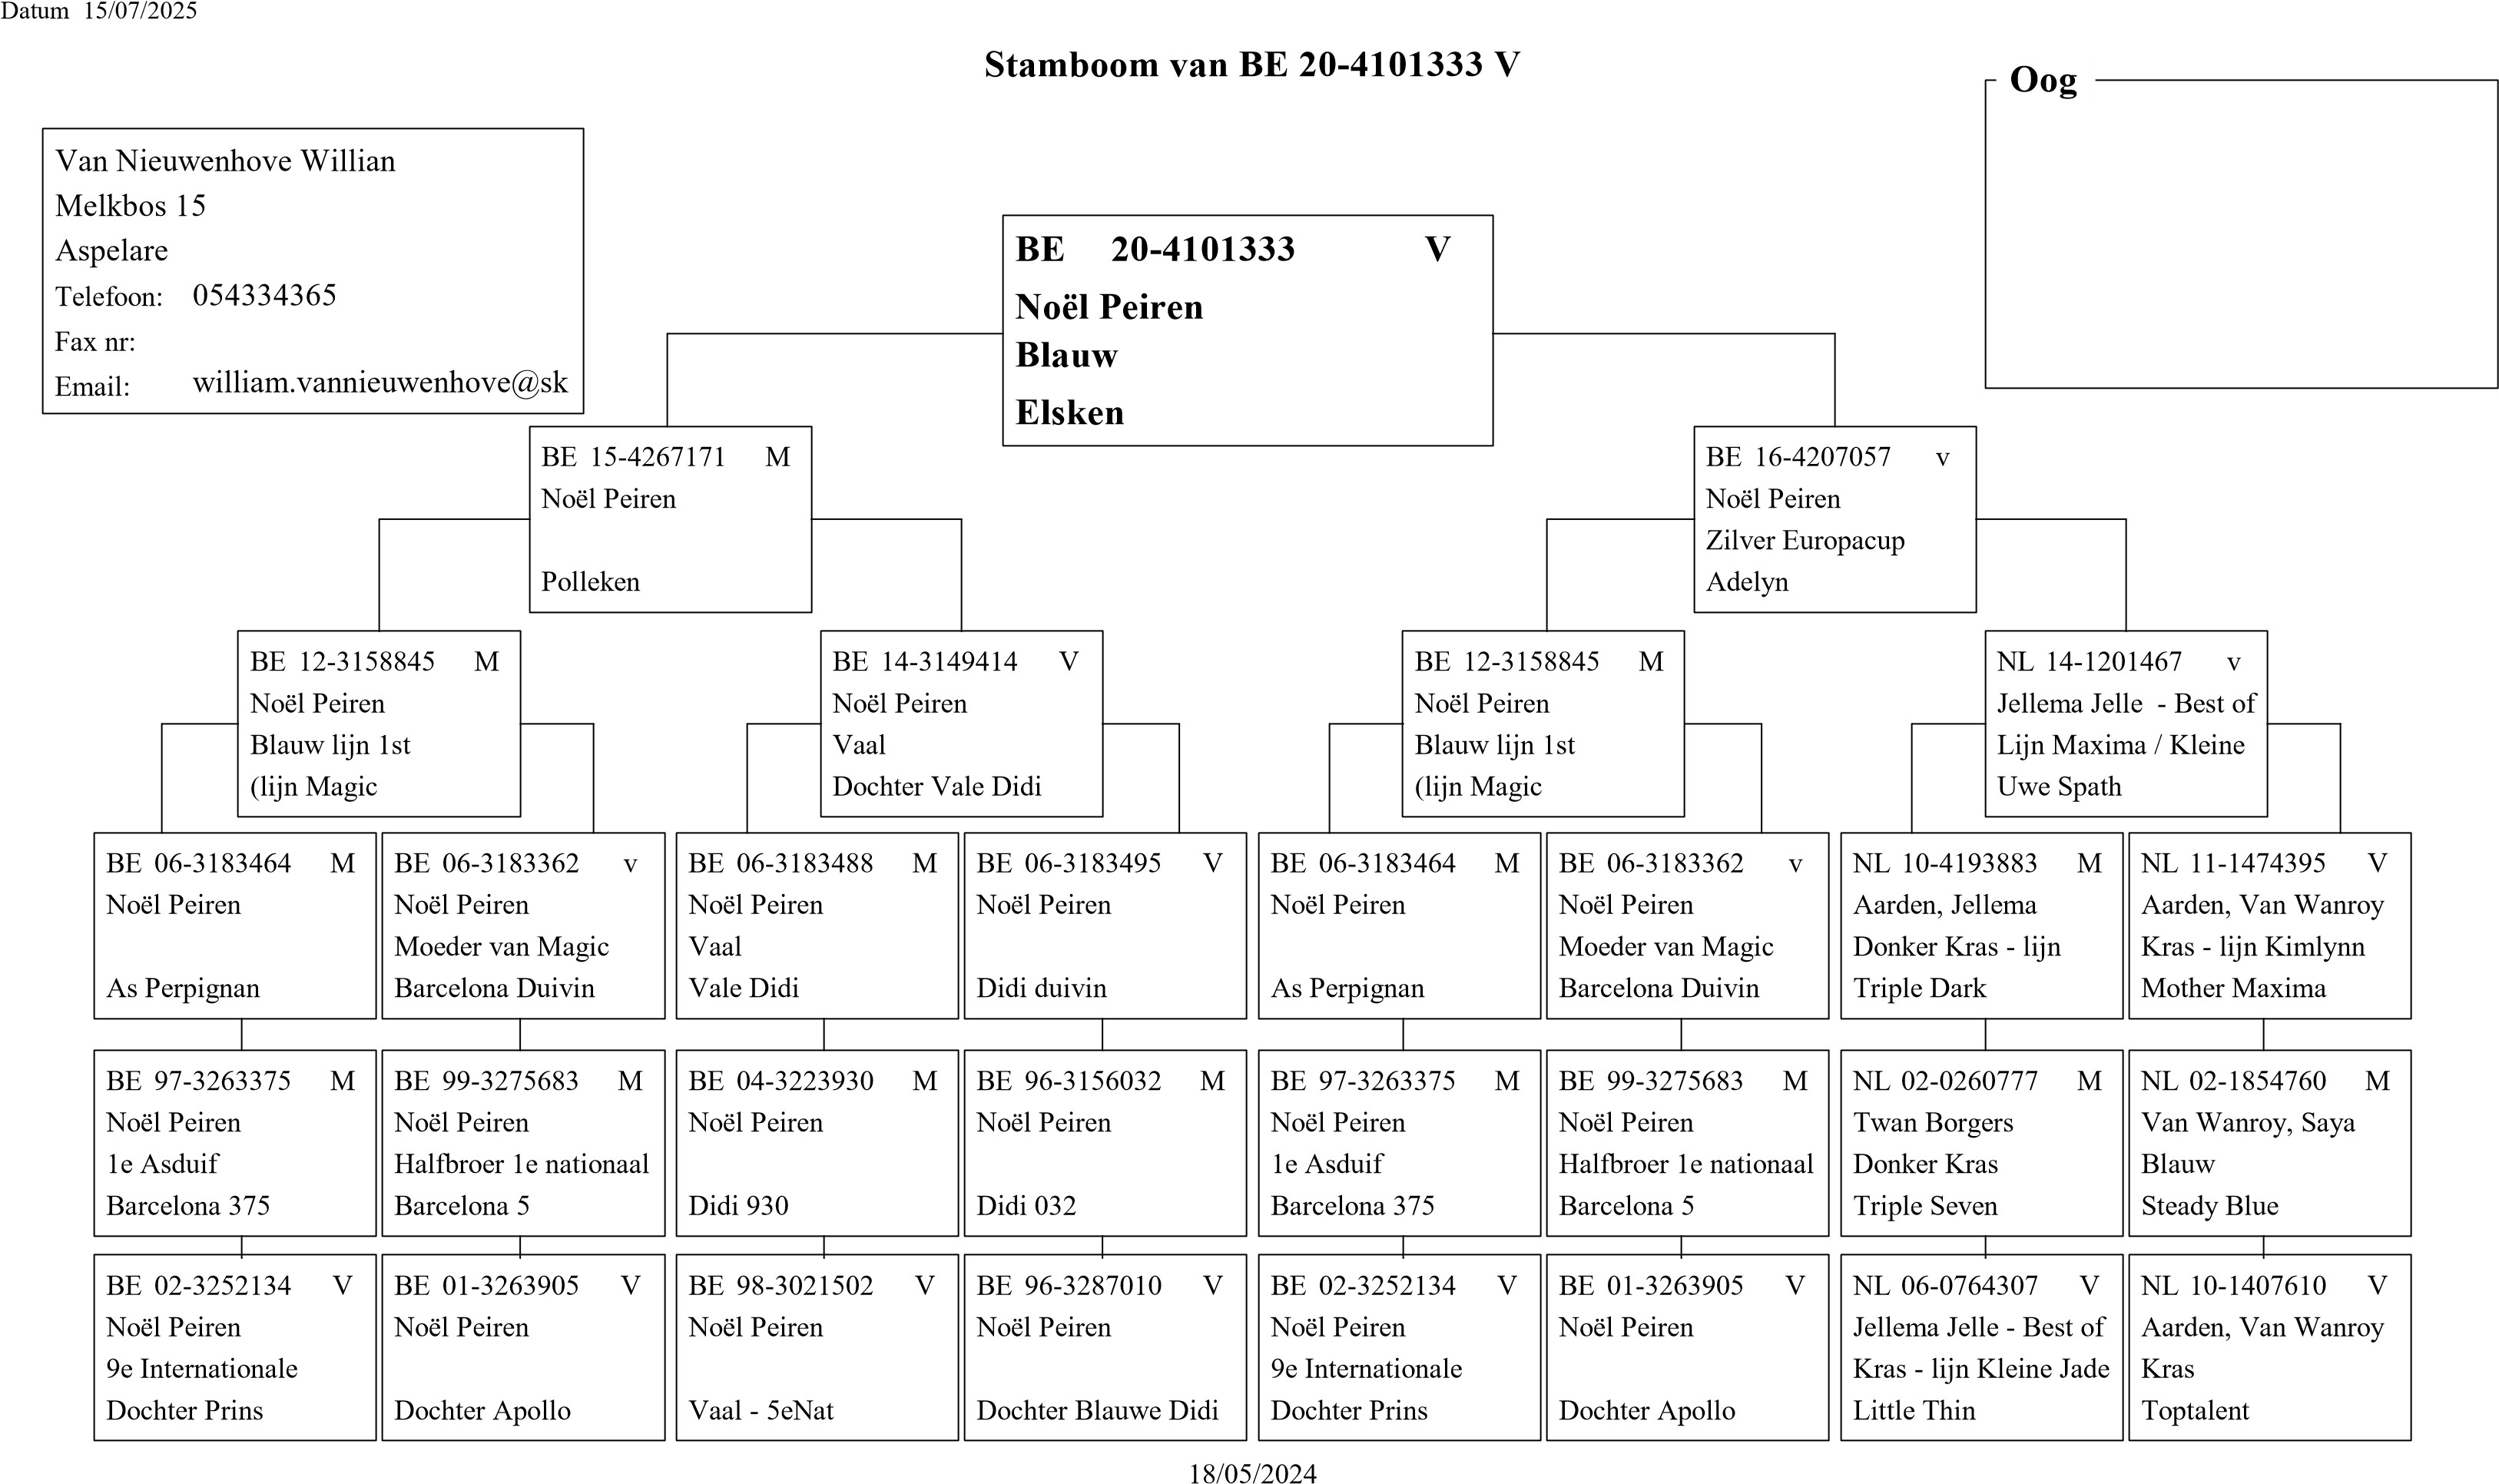 Datum  15/07/2025
Stamboom van BE 20-4101333 V
Oog
Van Nieuwenhove Willian
Melkbos 15
Aspelare
Telefoon: 054334365
Fax nr:
Email: william.vannieuwenhove@sk
BE 20-4101333 V
Noël Peiren
Blauw
Elsken
BE 15-4267171 M
Noël Peiren
Polleken
BE 16-4207057 v
Noël Peiren
Zilver Europacup
Adelyn
BE 12-3158845 M
Noël Peiren
Blauw lijn 1st
(lijn Magic
BE 14-3149414 V
Noël Peiren
Vaal
Dochter Vale Didi
BE 12-3158845 M
Noël Peiren
Blauw lijn 1st
(lijn Magic
NL 14-1201467 v
Jellema Jelle  - Best of
Lijn Maxima / Kleine
Uwe Spath
BE 06-3183464 M
Noël Peiren
As Perpignan
BE 06-3183362 v
Noël Peiren
Moeder van Magic
Barcelona Duivin
BE 06-3183488 M
Noël Peiren
Vaal
Vale Didi
BE 06-3183495 V
Noël Peiren
Didi duivin
BE 06-3183464 M
Noël Peiren
As Perpignan
BE 06-3183362 v
Noël Peiren
Moeder van Magic
Barcelona Duivin
NL 10-4193883 M
Aarden, Jellema
Donker Kras - lijn
Triple Dark
NL 11-1474395 V
Aarden, Van Wanroy
Kras - lijn Kimlynn
Mother Maxima
BE 97-3263375 M
Noël Peiren
1e Asduif
Barcelona 375
BE 99-3275683 M
Noël Peiren
Halfbroer 1e nationaal
Barcelona 5
BE 04-3223930 M
Noël Peiren
Didi 930
BE 96-3156032 M
Noël Peiren
Didi 032
BE 97-3263375 M
Noël Peiren
1e Asduif
Barcelona 375
BE 99-3275683 M
Noël Peiren
Halfbroer 1e nationaal
Barcelona 5
NL 02-0260777 M
Twan Borgers
Donker Kras
Triple Seven
NL 02-1854760 M
Van Wanroy, Saya
Blauw
Steady Blue
BE 02-3252134 V
Noël Peiren
9e Internationale
Dochter Prins
BE 01-3263905 V
Noël Peiren
Dochter Apollo
BE 98-3021502 V
Noël Peiren
Vaal - 5eNat
BE 96-3287010 V
Noël Peiren
Dochter Blauwe Didi
BE 02-3252134 V
Noël Peiren
9e Internationale
Dochter Prins
BE 01-3263905 V
Noël Peiren
Dochter Apollo
NL 06-0764307 V
Jellema Jelle - Best of
Kras - lijn Kleine Jade
Little Thin
NL 10-1407610 V
Aarden, Van Wanroy
Kras
Toptalent
18/05/2024